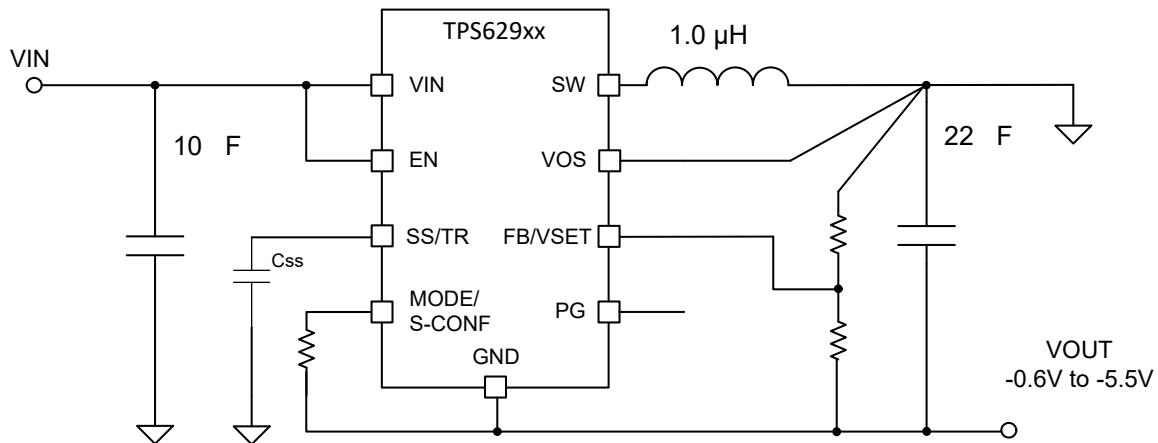 TPS629xx
1.0 µH
VIN
VIN
SW
10 F
22 F
EN
VOS
SS/TR
FB/VSET
Css
MODE/
S-CONF
PG
GND
VOUT
-0.6V to -5.5V